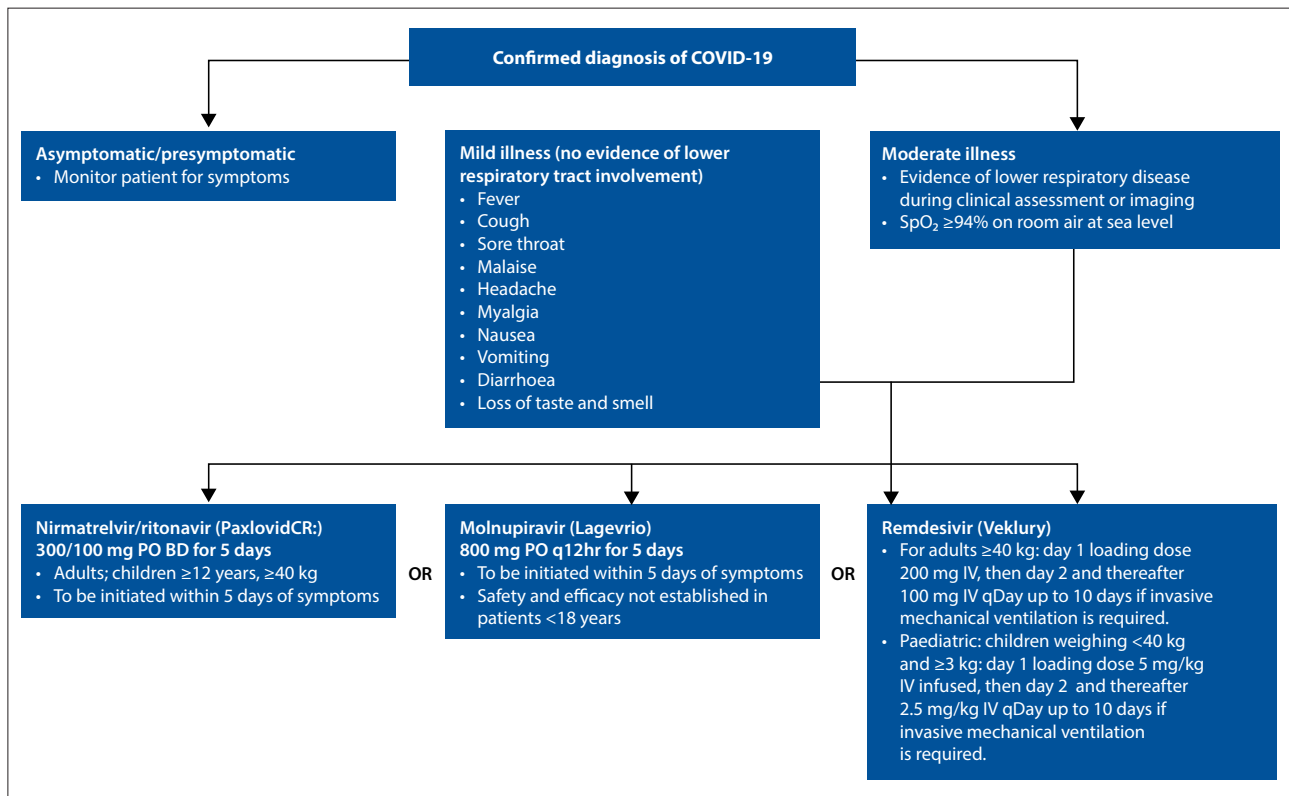 Confirmed diagnosis of COVID-19
Asymptomatic/presymptomatic
• Monitor patient for symptoms
Mild illness (no evidence of lower
respiratory tract involvement)
• Fever
• Cough
• Sore throat
• Malaise
• Headache
• Myalgia
• Nausea
• Vomiting
• Diarrhoea
• Loss of taste and smell
Moderate illness
• Evidence of lower respiratory disease
during clinical assessment or imaging
• SpO₂ ≥94% on room air at sea level
Nirmatrelvir/ritonavir (PaxlovidCR:)
300/100 mg PO BD for 5 days
• Adults; children ≥12 years, ≥40 kg
• To be initiated within 5 days of symptoms
OR
Molnupiravir (Lagevrio)
800 mg PO q12hr for 5 days
• To be initiated within 5 days of symptoms
• Safety and efficacy not established in
patients <18 years
OR
Remdesivir (Veklury)
• For adults ≥40 kg: day 1 loading dose
200 mg IV, then day 2 and thereafter
100 mg IV qDay up to 10 days if invasive
mechanical ventilation is required.
• Paediatric: children weighing <40 kg
and ≥3 kg: day 1 loading dose 5 mg/kg
IV infused, then day 2 and thereafter
2.5 mg/kg IV qDay up to 10 days if
invasive mechanical ventilation
is required.